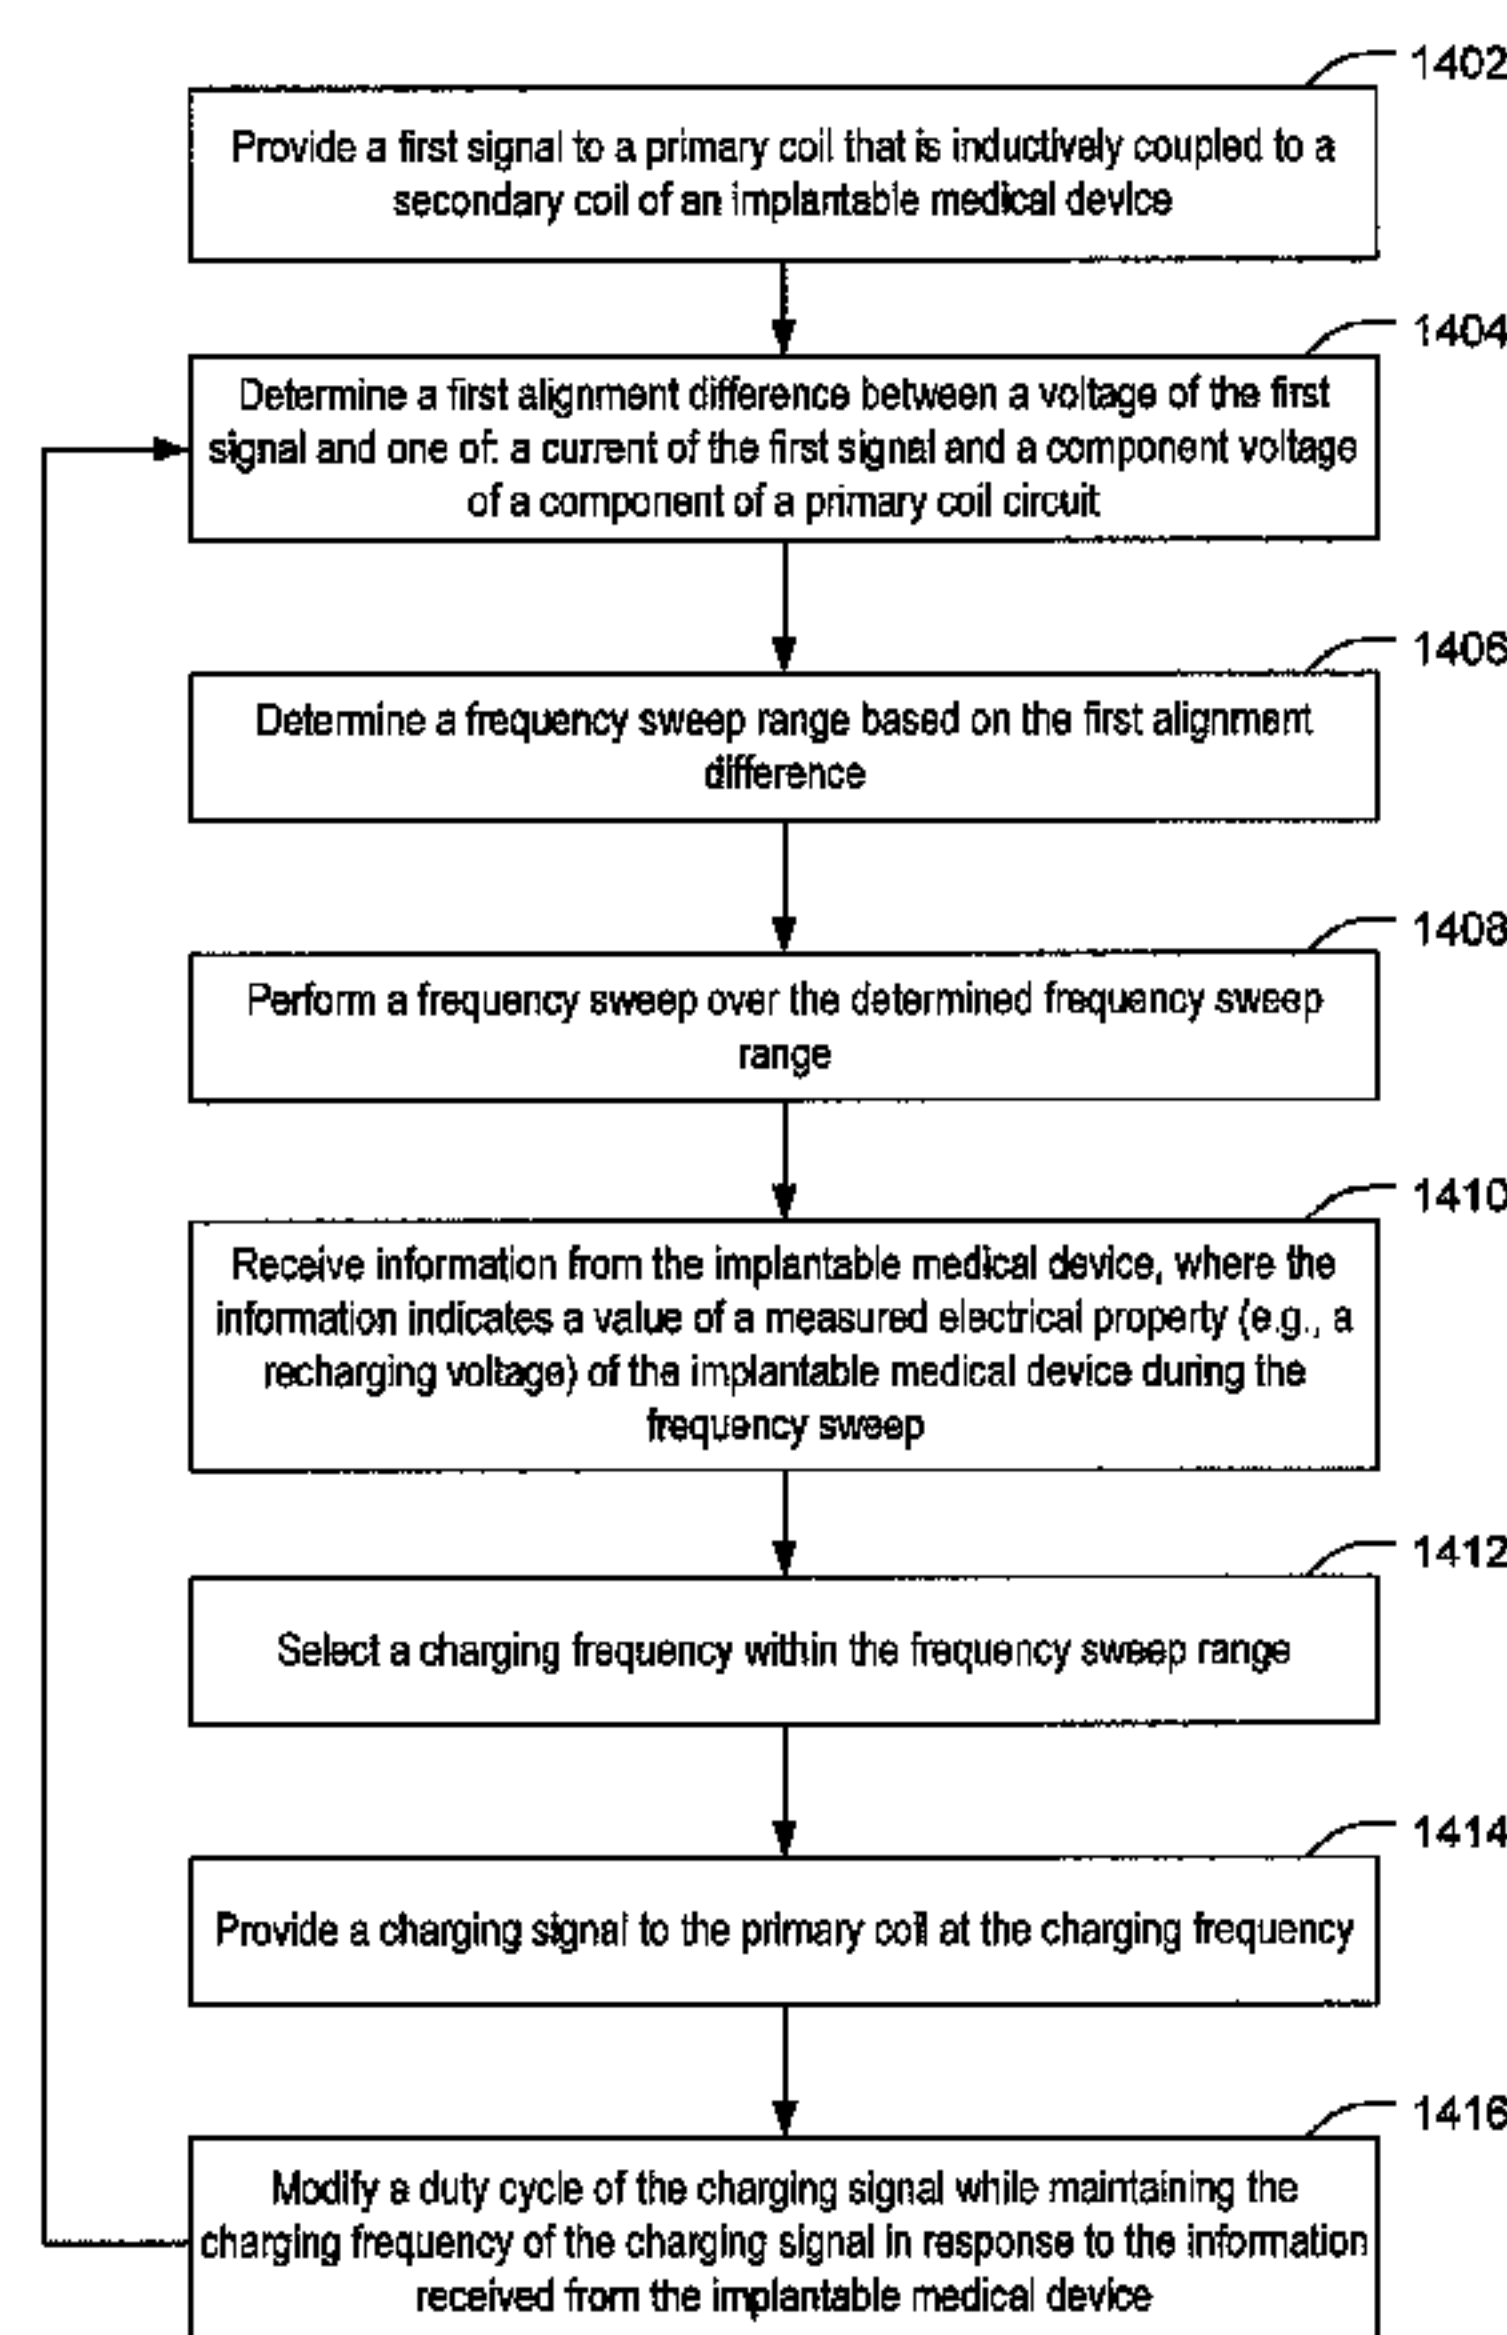 1402
Provide a first signal to a primary coil that is inductively coupled to a
secondary coil of an implantable medical device
1404
Determine a first alignment difference between a voltage of the first
signal and one of: a current of the first signal and a component voltage
of a component of a primary coil circuit
1406
Determine a frequency sweep range based on the first alignment
difference
1408
Perform a frequency sweep over the determined frequency sweep
range
1410
Receive information from the implantable medical device, where the
information indicates a value of a measured electrical property (e.g., a
recharging voltage) of the implantable medical device during the
frequency sweep
1412
Select a charging frequency within the frequency sweep range
1414
Provide a charging signal to the primary coil at the charging frequency
1416
Modify a duty cycle of the charging signal while maintaining the
charging frequency of the charging signal in response to the information
received from the implantable medical device